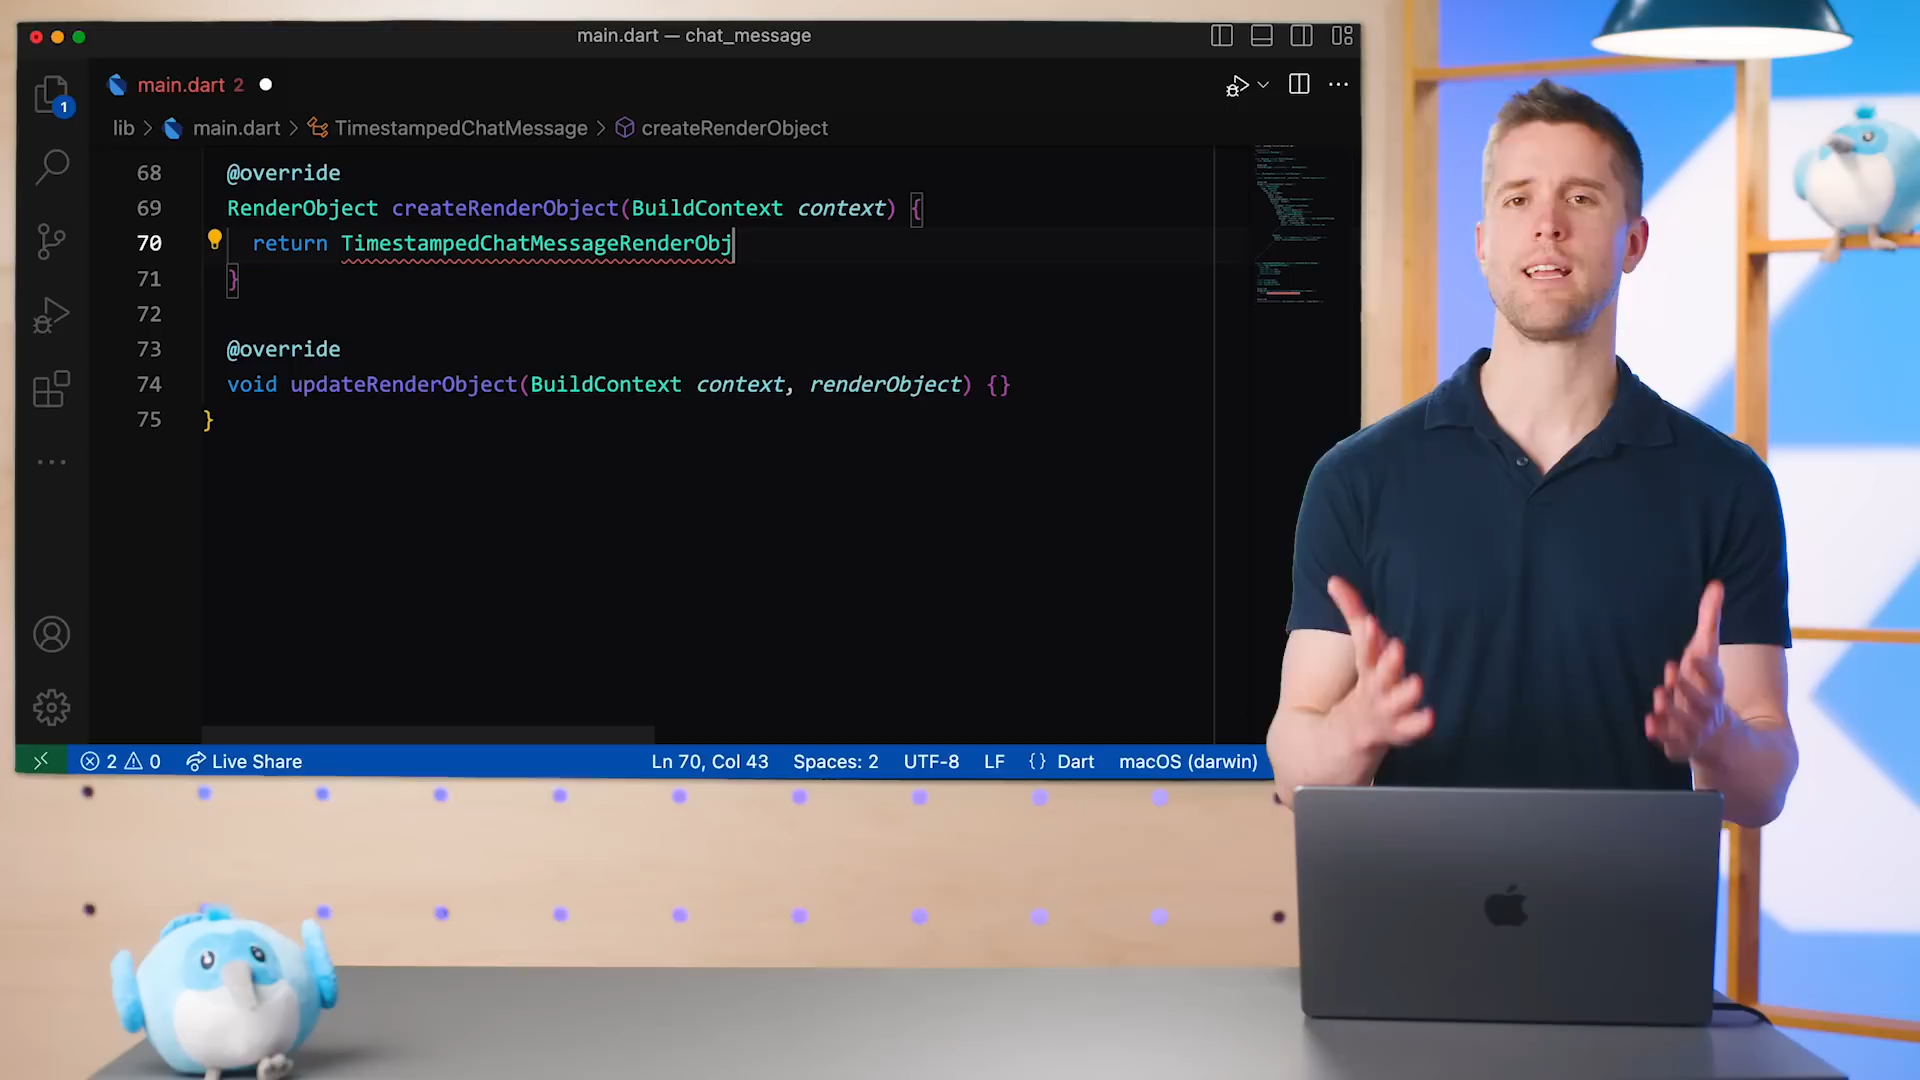 main.dart — chat_message
main.dart 2
1
lib > main.dart > TimestampedChatMessage > createRenderObject
68 @override
69 RenderObject createRenderObject(BuildContext context) {
70 return TimestampedChatMessageRenderObj
71 }
72
73 @override
74 void updateRenderObject(BuildContext context, renderObject) {}
75 }
2 0 Live Share Ln 70, Col 43 Spaces: 2 UTF-8 LF {} Dart macOS (darwin)